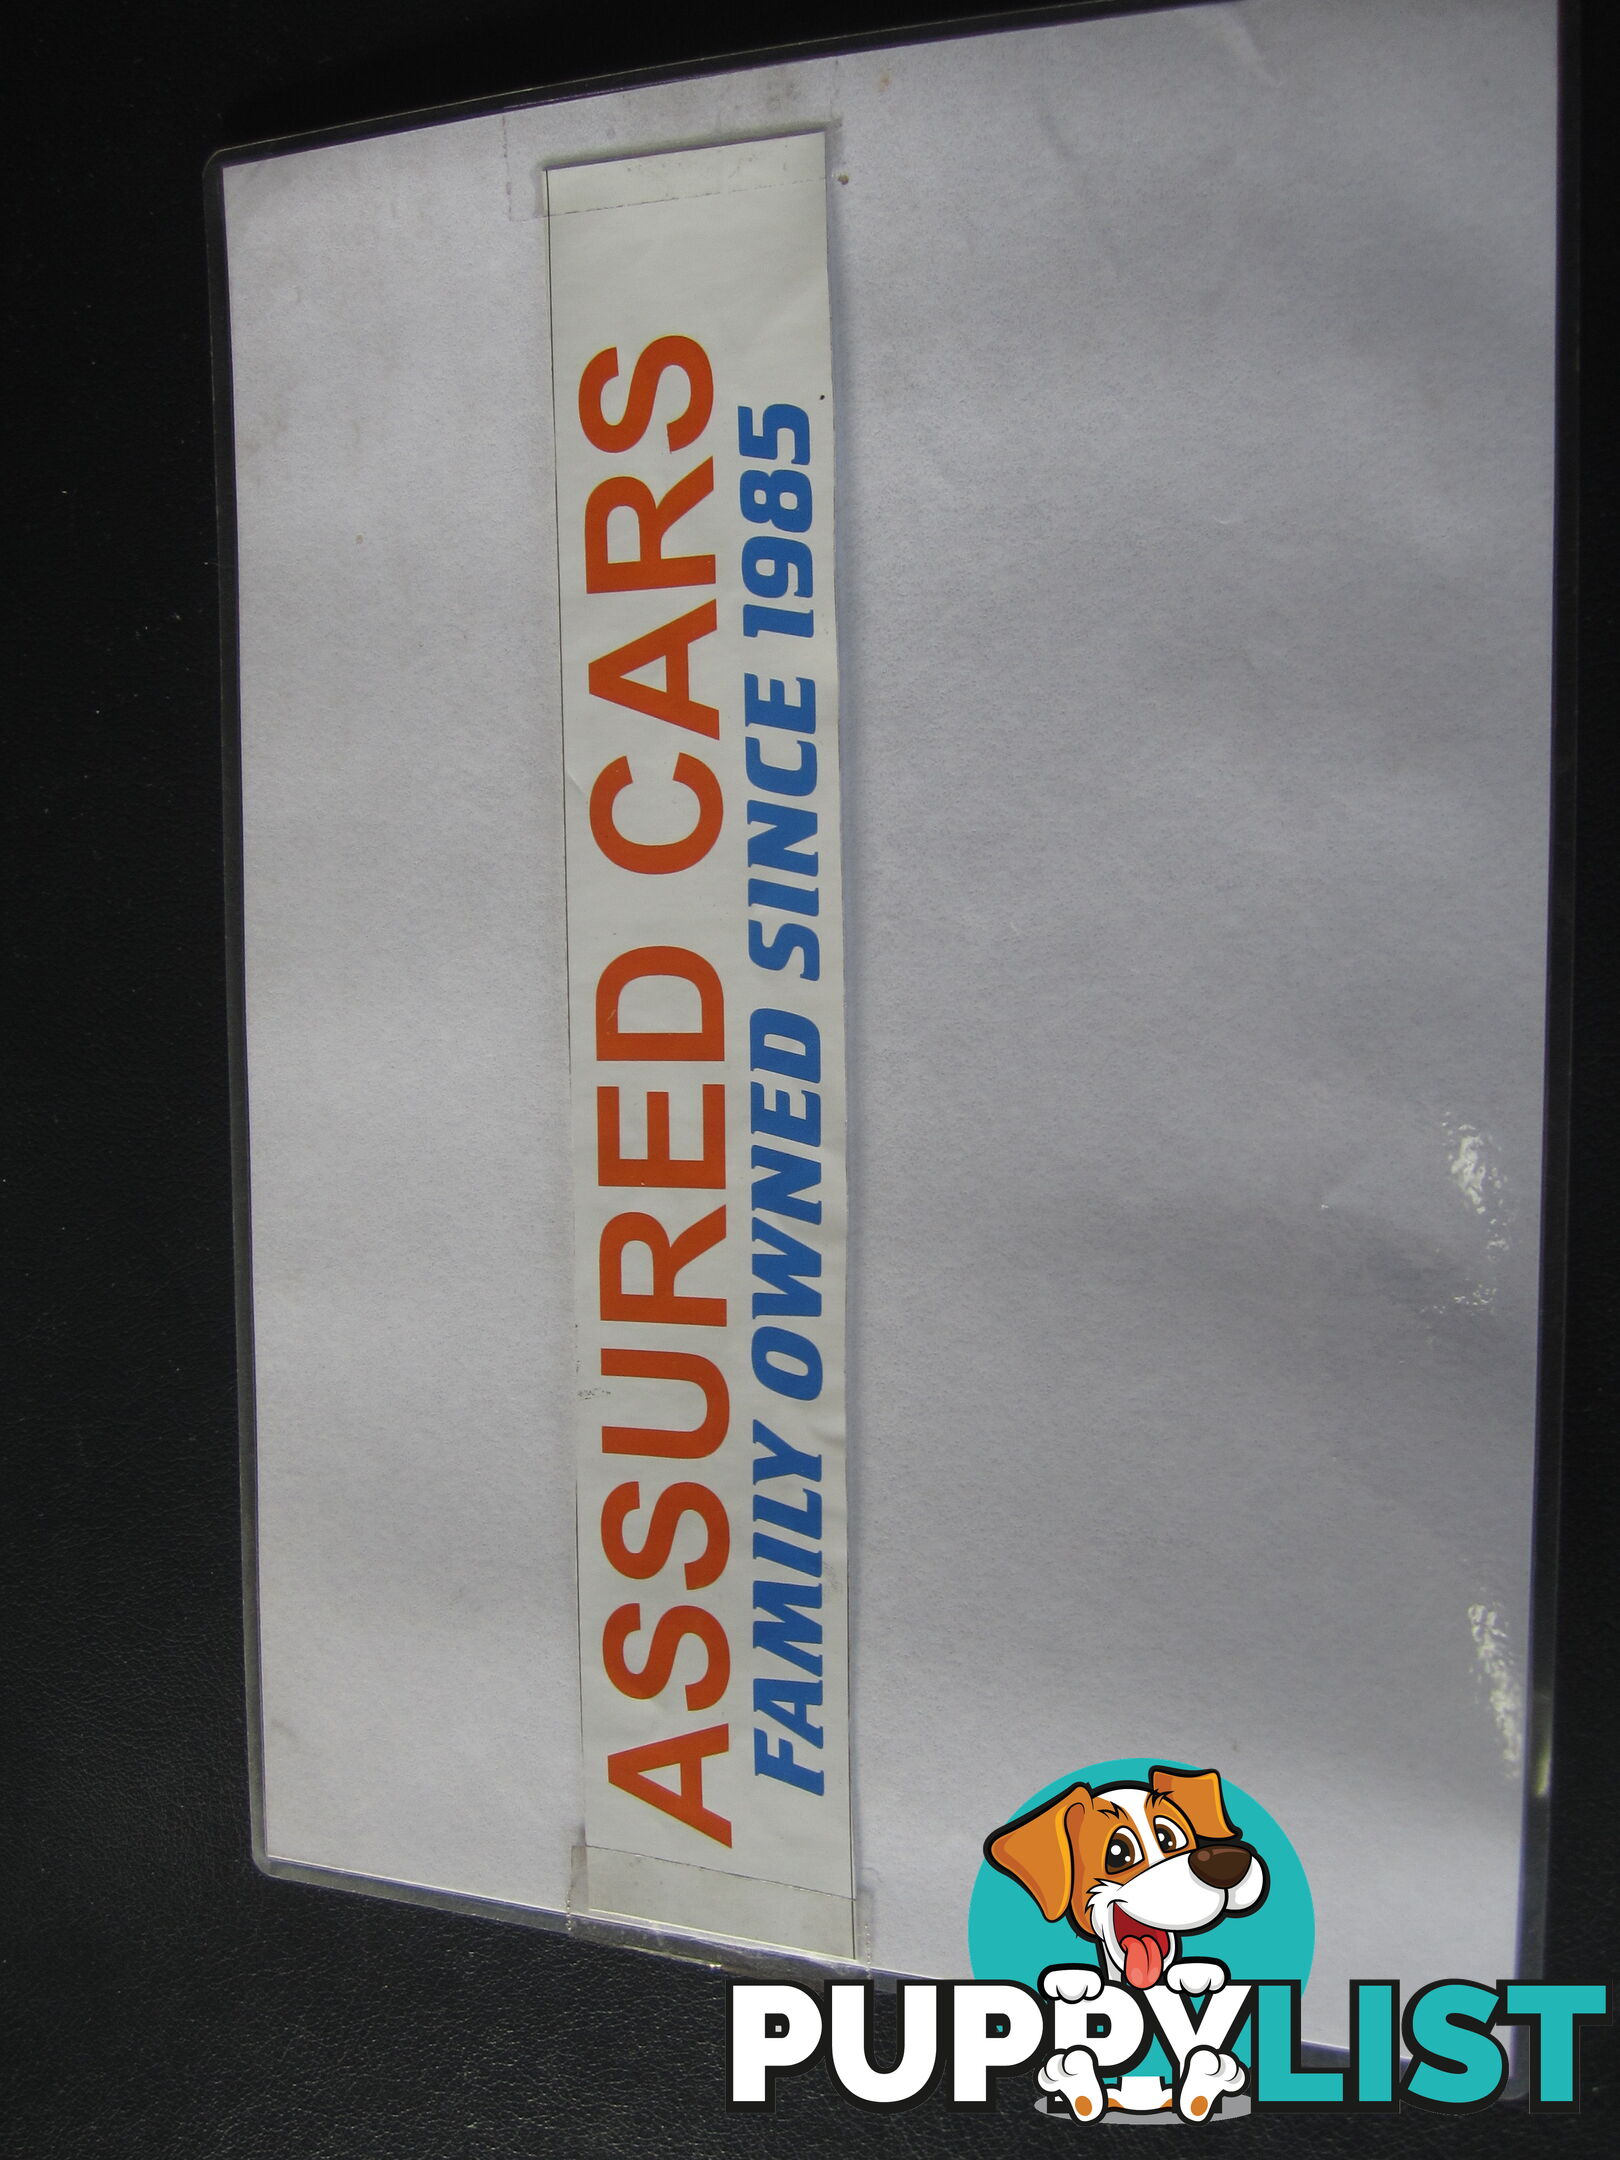 ASSURED CARS
FAMILY OWNED SINCE 1985
PUPPYLIST